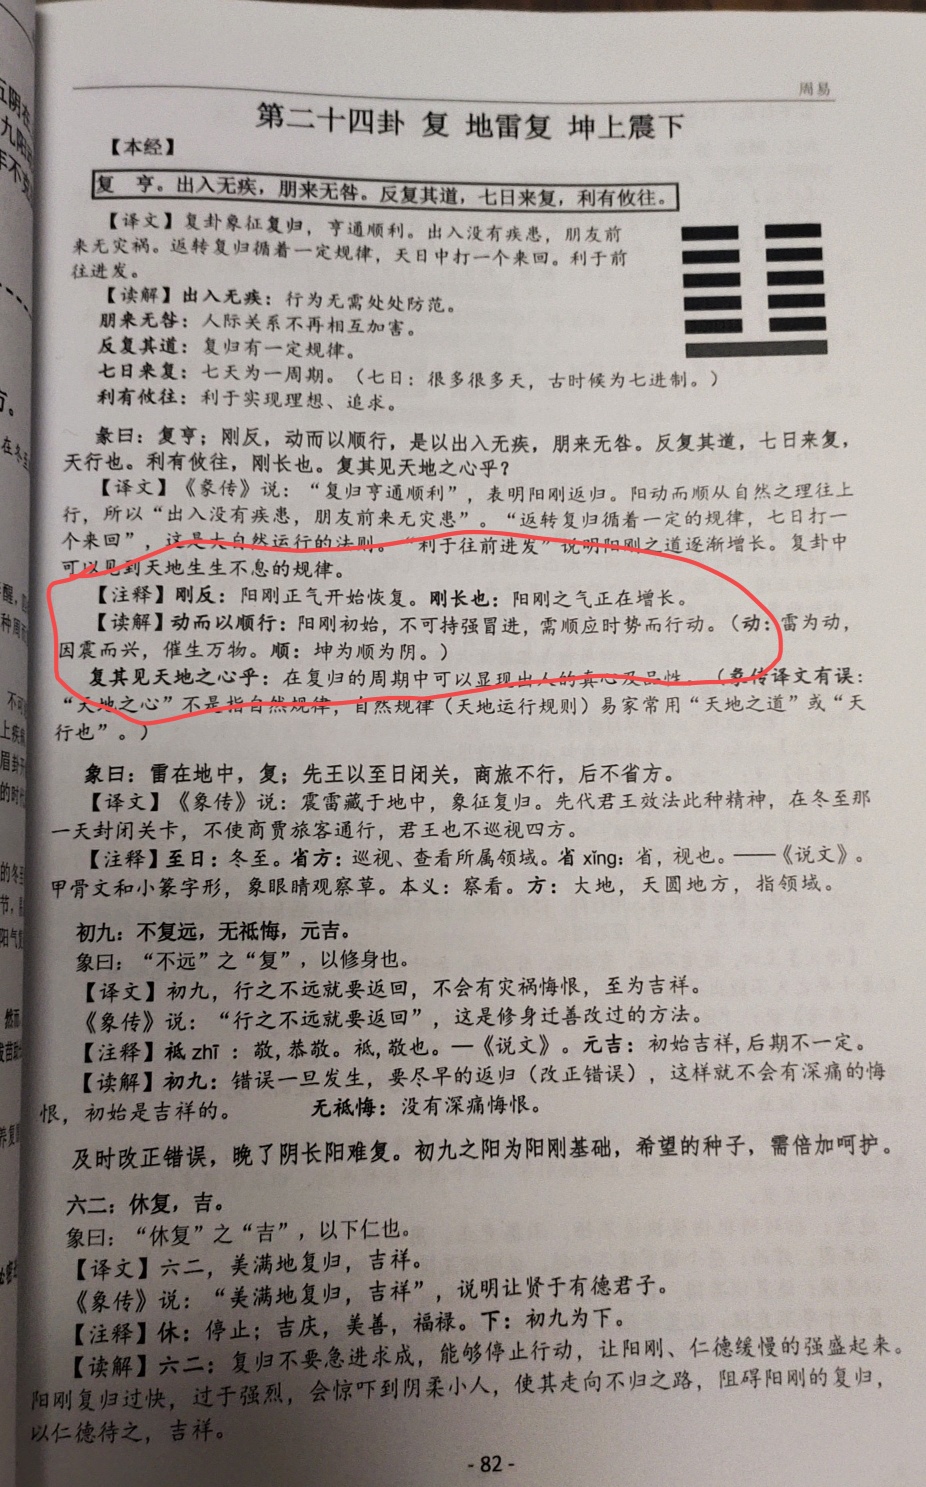 周易
第二十四卦 复 地雷复 坤上震下
【本经】
复 亨。出入无疾，朋来无咎。反复其道，七日来复，利有攸往。
【译文】复卦象征复归，亨通顺利。出入没有疾患，朋友前
来无灾祸。返转复归循着一定规律，天日中打一个来回。利于前
往进发。
【读解】出入无疾：行为无需处处防范。
朋来无咎：人际关系不再相互加害。
反复其道：复归有一定规律。
七日来复：七天为一周期。（七日：很多很多天，古时候为七进制。）
利有攸往：利于实现理想、追求。
彖曰：复亨；刚反，动而以顺行，是以出入无疾，朋来无咎。反复其道，七日来复，
天行也。利有攸往，刚长也。复其见天地之心乎？
【译文】《彖传》说：“复归亨通顺利”，表明阳刚返归。阳动而顺从自然之理往上
行，所以“出入没有疾患，朋友前来无灾患”。“返转复归循着一定的规律，七日打一
个来回”，这是大自然运行的法则。“利于往前进发”说明阳刚之道逐渐增长。复卦中
可以见到天地生生不息的规律。
【注释】刚反：阳刚正气开始恢复。刚长也：阳刚之气正在增长。
【读解】动而以顺行：阳刚初始，不可持强冒进，需顺应时势而行动。（动：雷为动，
因震而兴，催生万物。顺：坤为顺为阴。）
复其见天地之心乎：在复归的周期中可以显现出人的真心及品性。（彖传译文有误：
“天地之心”不是指自然规律，自然规律（天地运行规则）易家常用“天地之道”或“天
行也”。）
象曰：雷在地中，复；先王以至日闭关，商旅不行，后不省方。
【译文】《象传》说：震雷藏于地中，象征复归。先代君王效法此种精神，在冬至那
一天封闭关卡，不使商贾旅客通行，君王也不巡视四方。
【注释】至日：冬至。省方：巡视、查看所属领域。省 xǐng：省，视也。——《说文》。
甲骨文和小篆字形，象眼睛观察草。本义：察看。方：大地，天圆地方，指领域。
初九：不复远，无祗悔，元吉。
象曰：“不远”之“复”，以修身也。
【译文】初九，行之不远就要返回，不会有灾祸悔恨，至为吉祥。
《象传》说：“行之不远就要返回”，这是修身迁善改过的方法。
【注释】祗 zhī ：敬，恭敬。祗，敬也。—《说文》。元吉：初始吉祥，后期不一定。
【读解】初九：错误一旦发生，要尽早的返归（改正错误），这样就不会有深痛的悔
恨，初始是吉祥的。 无祗悔：没有深痛悔恨。
及时改正错误，晚了阴长阳难复。初九之阳为阳刚基础，希望的种子，需倍加呵护。
六二：休复，吉。
象曰：“休复”之“吉”，以下仁也。
【译文】六二，美满地复归，吉祥。
《象传》说：“美满地复归，吉祥”，说明让贤于有德君子。
【注释】休：停止；吉庆，美善，福禄。下：初九为下。
【读解】六二：复归不要急进求成，能够停止行动，让阳刚、仁德缓慢的强盛起来。
阳刚复归过快，过于强烈，会惊吓到阴柔小人，使其走向不归之路，阻碍阳刚的复归，
以仁德待之，吉祥。
- 82 -